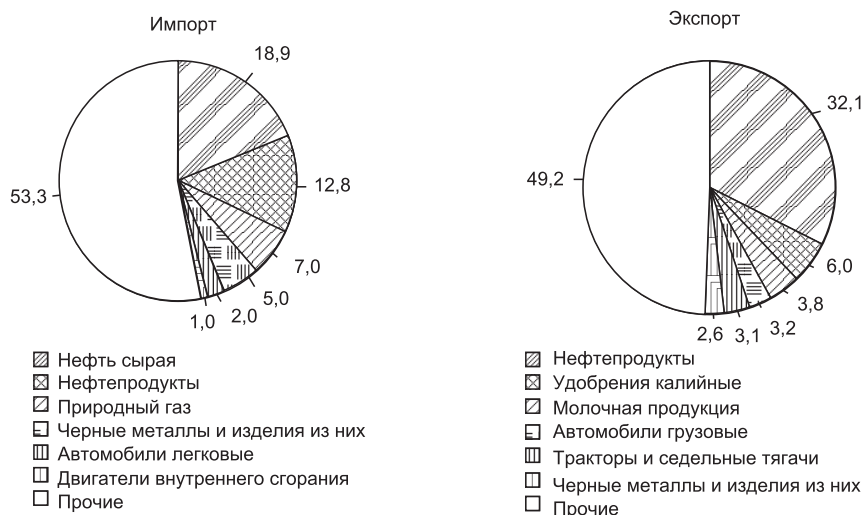 Импорт
18,9
12,8
7,0
5,0
2,0
1,0
53,3
Нефть сырая
Нефтепродукты
Природный газ
Черные металлы и изделия из них
Автомобили легковые
Двигатели внутреннего сгорания
Прочие
Экспорт
32,1
6,0
3,8
3,2
3,1
2,6
49,2
Нефтепродукты
Удобрения калийные
Молочная продукция
Автомобили грузовые
Тракторы и седельные тягачи
Черные металлы и изделия из них
Прочие